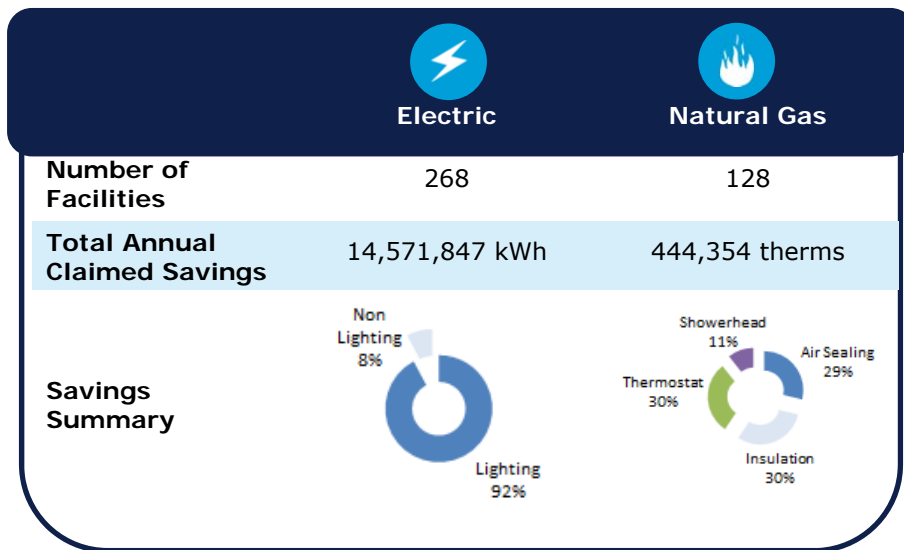 Electric
Natural Gas
Number of
Facilities
268
128
Total Annual
Claimed Savings
14,571,847 kWh
444,354 therms
Savings
Summary
Non
Lighting
8%
Lighting
92%
Showerhead
11%
Air Sealing
29%
Thermostat
30%
Insulation
30%